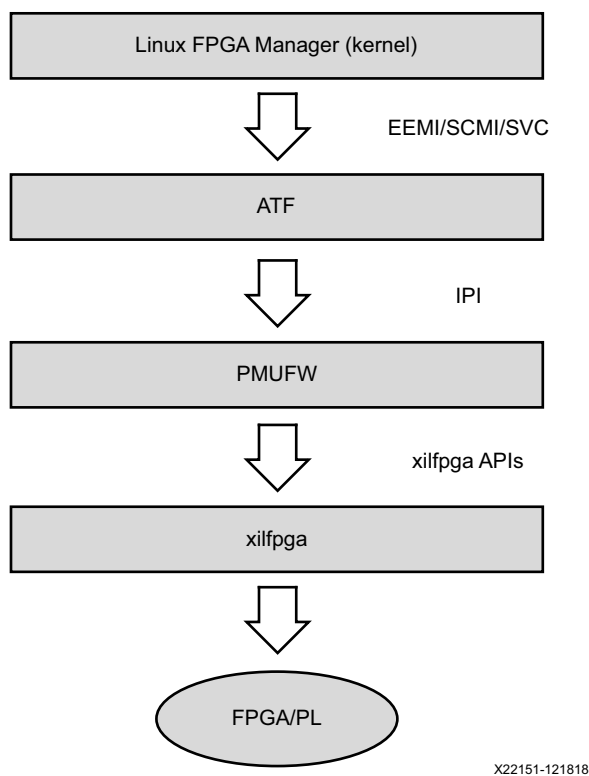 Linux FPGA Manager (kernel)
EEMI/SCMI/SVC
ATF
IPI
PMUFW
xilfpga APIs
xilfpga
FPGA/PL
X22151-121818